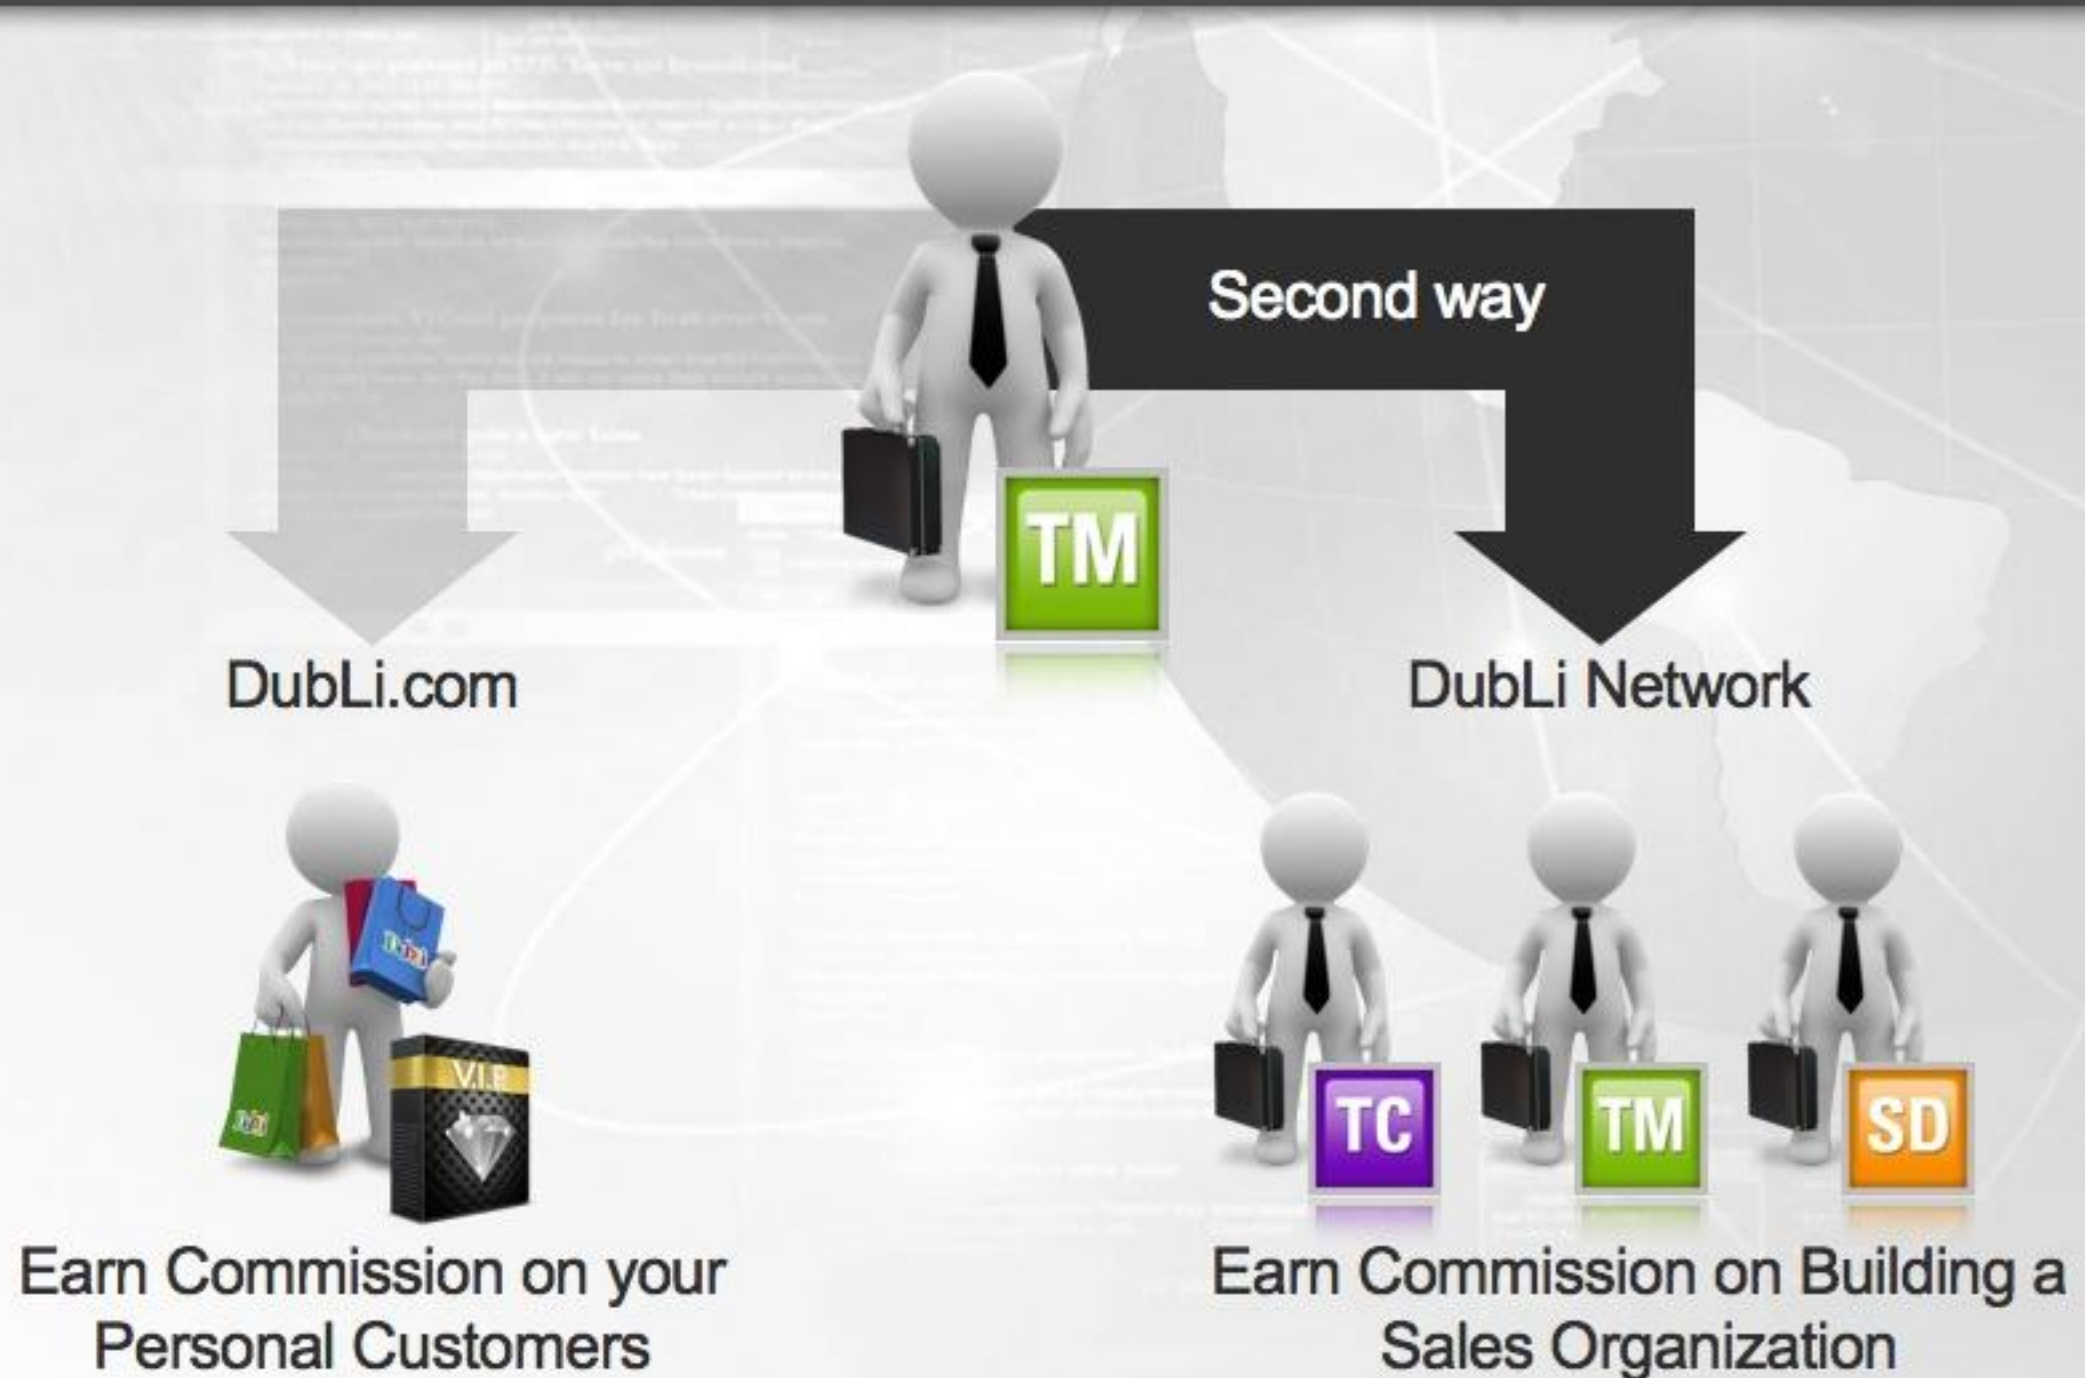 Second way
TM
DubLi.com
DubLi Network
V.I.P
TC
TM
SD
Earn Commission on your
Personal Customers
Earn Commission on Building a
Sales Organization